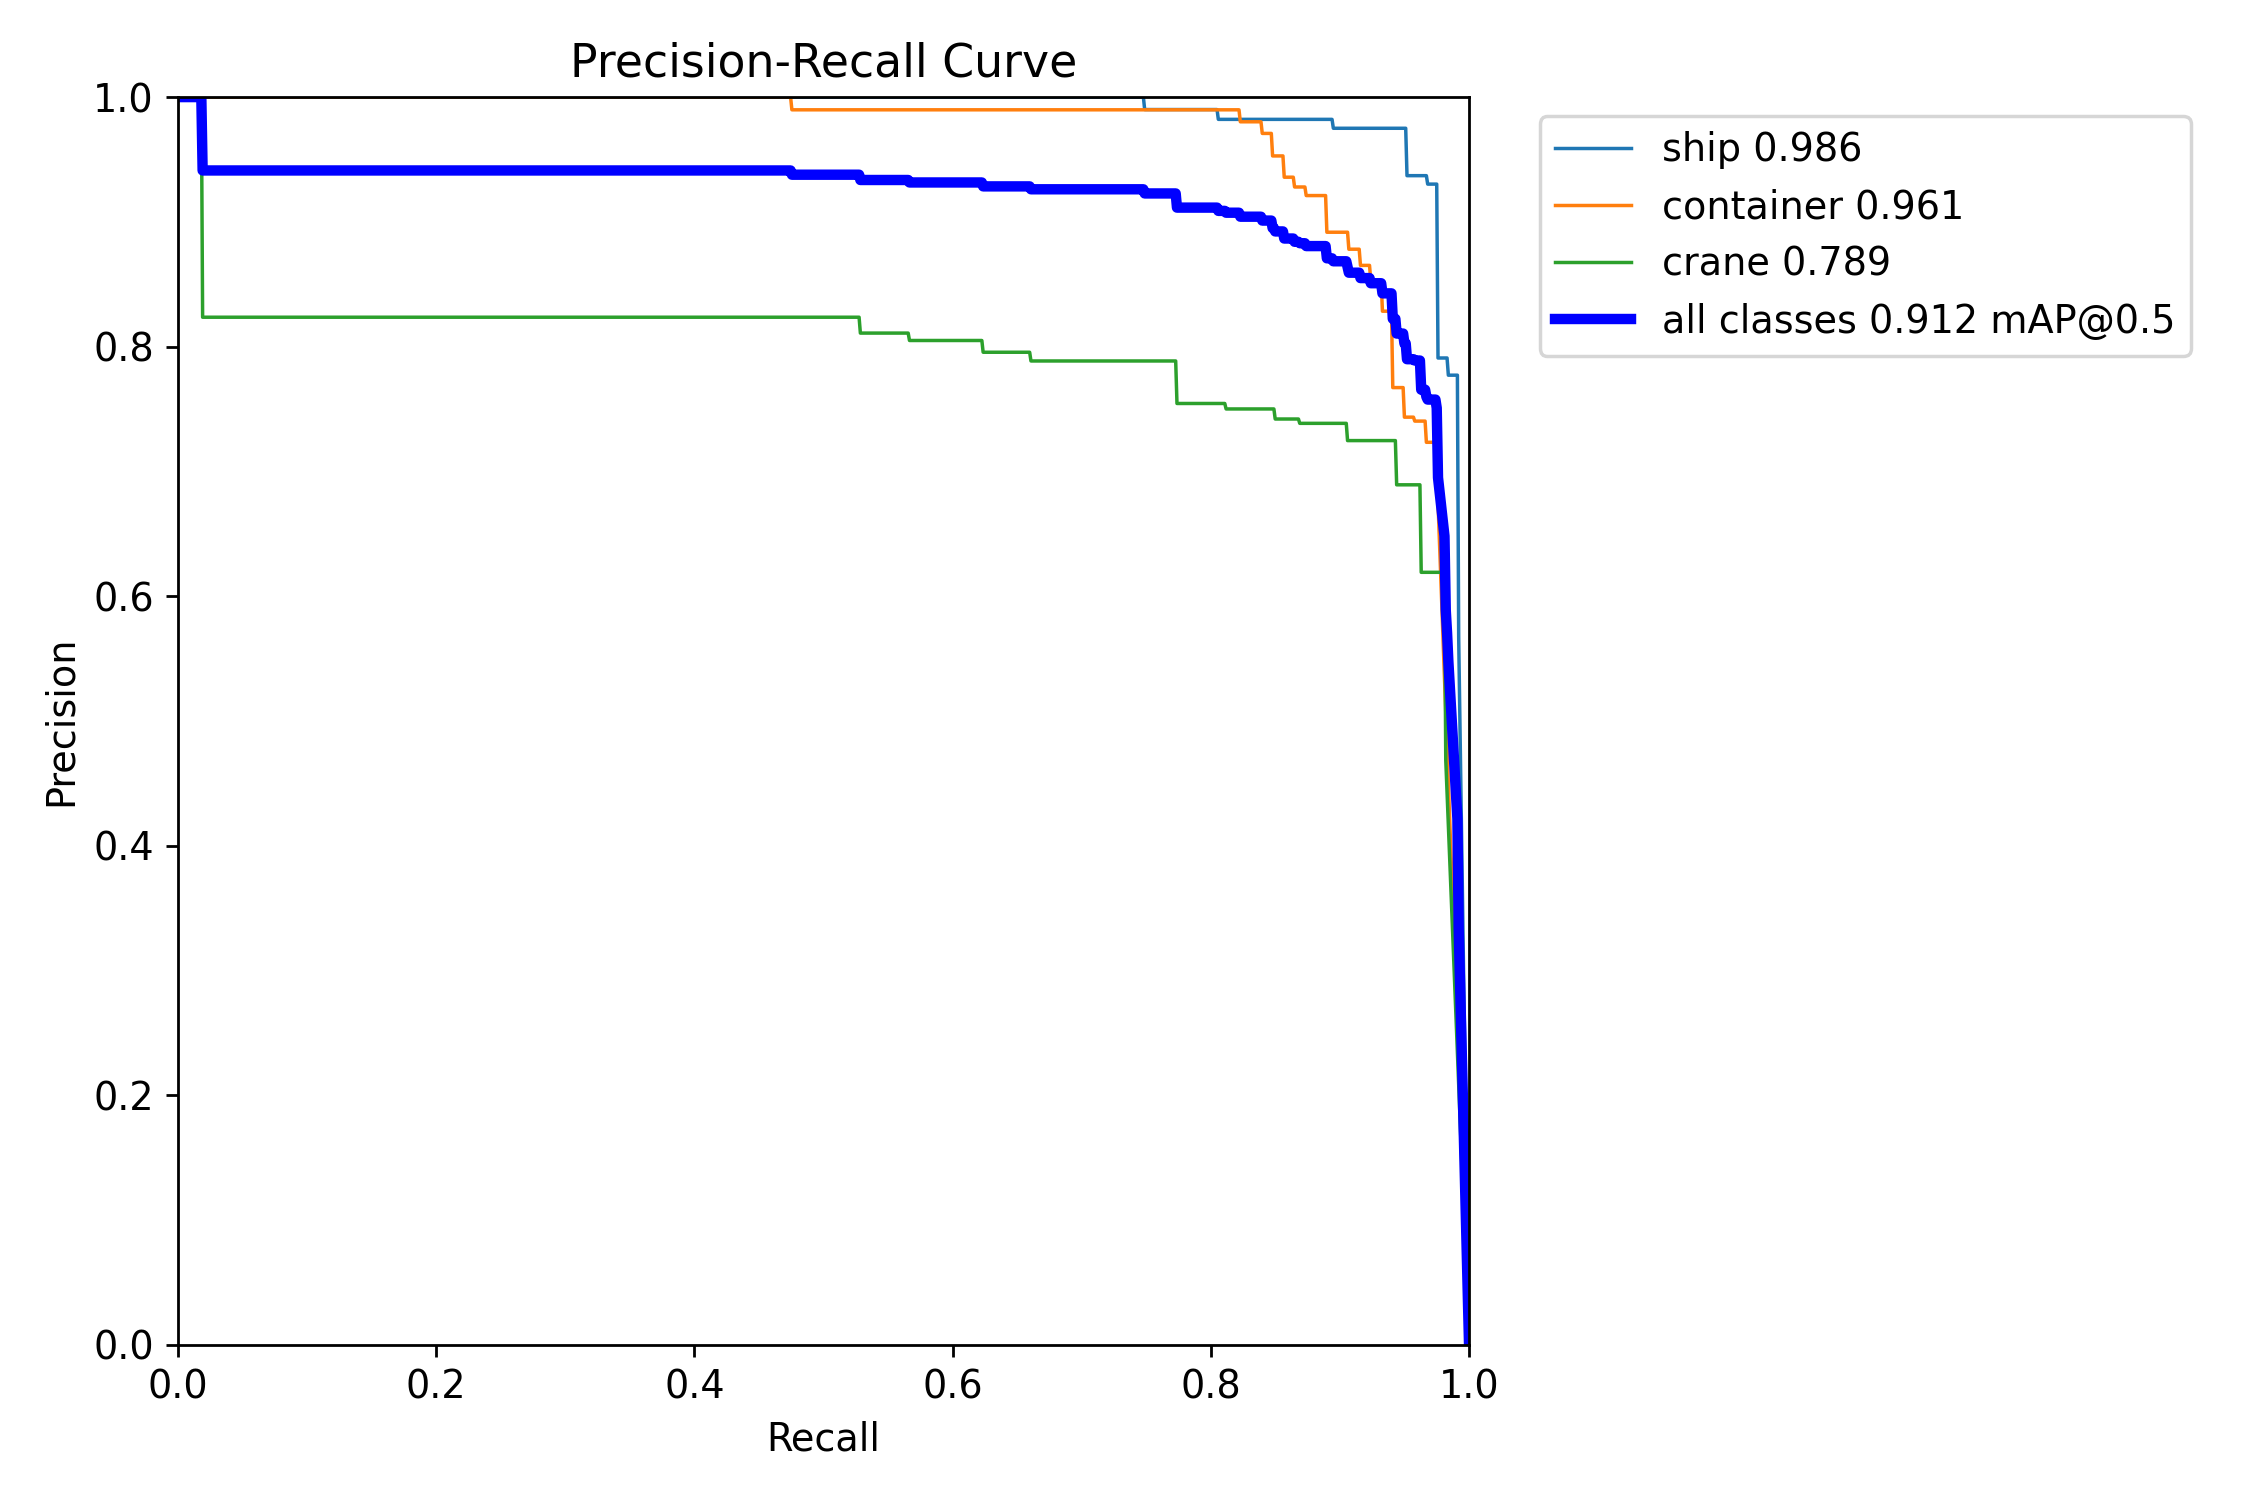 Precision-Recall Curve
ship 0.986
container 0.961
crane 0.789
all classes 0.912 mAP@0.5
Precision
1.0
0.8
0.6
0.4
0.2
0.0
0.0 0.2 0.4 0.6 0.8 1.0
Recall